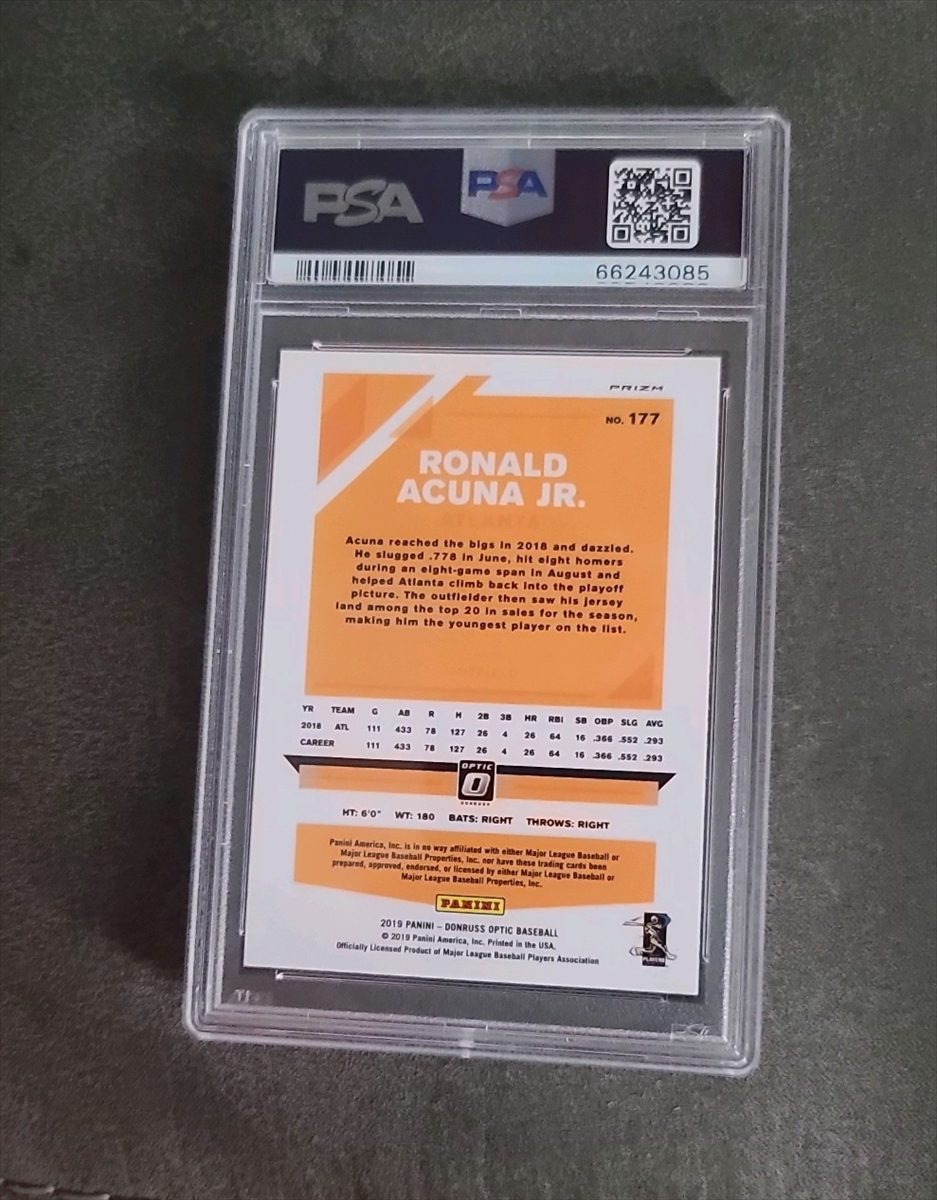 PSA
PSA
66243085
PRIZM
NO. 177
RONALD
ACUNA JR.
Acuna reached the bigs in 2018 and dazzled.
He slugged .778 in June, hit eight homers
during an eight-game span in August and
helped Atlanta climb back into the playoff
picture. The outfielder then saw his jersey
land among the top 20 in sales for the season,
making him the youngest player on the list.
YR TEAM G AB R H 2B 3B HR RBI SB OBP SLG AVG
2018 ATL 111 433 78 127 26 4 26 64 16 .366 .552 .293
CAREER 111 433 78 127 26 4 26 64 16 .366 .552 .293
OPTIC
O
DONRUSS
HT: 6'0" WT: 180 BATS: RIGHT THROWS: RIGHT
Panini America, Inc. is in no way affiliated with either Major League Baseball or
Major League Baseball Properties, Inc. nor have these trading cards been
prepared, approved, endorsed, or licensed by either Major League Baseball or
Major League Baseball Properties, Inc.
PANINI
2019 PANINI – DONRUSS OPTIC BASEBALL
© 2019 Panini America, Inc. Printed in the USA.
Officially Licensed Product of Major League Baseball Players Association
PLAYERS